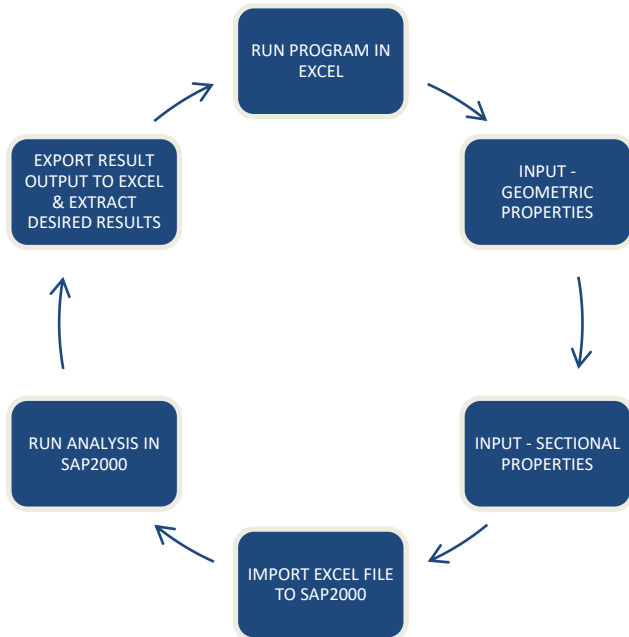 RUN PROGRAM IN
EXCEL
INPUT -
GEOMETRIC
PROPERTIES
INPUT - SECTIONAL
PROPERTIES
IMPORT EXCEL FILE
TO SAP2000
RUN ANALYSIS IN
SAP2000
EXPORT RESULT
OUTPUT TO EXCEL
& EXTRACT
DESIRED RESULTS